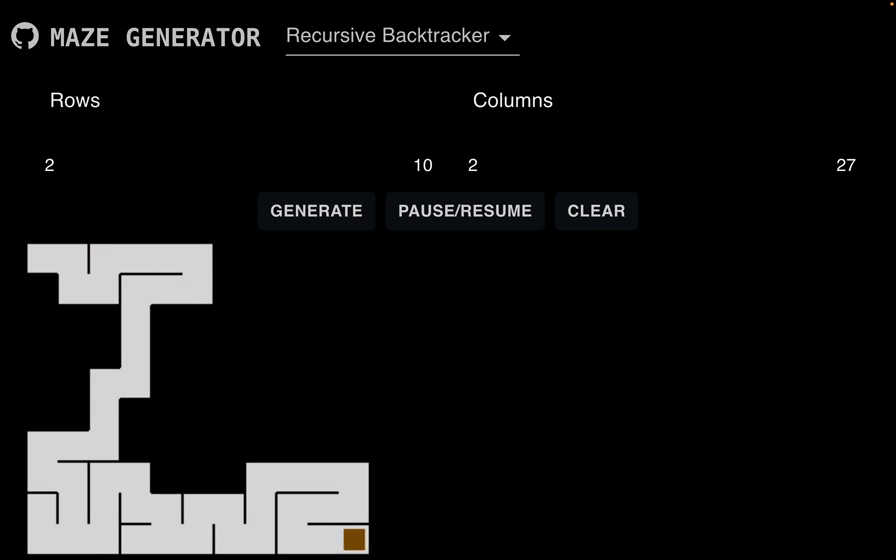 MAZE GENERATOR Recursive Backtracker
Rows Columns
2 10 2 27
GENERATE PAUSE/RESUME CLEAR